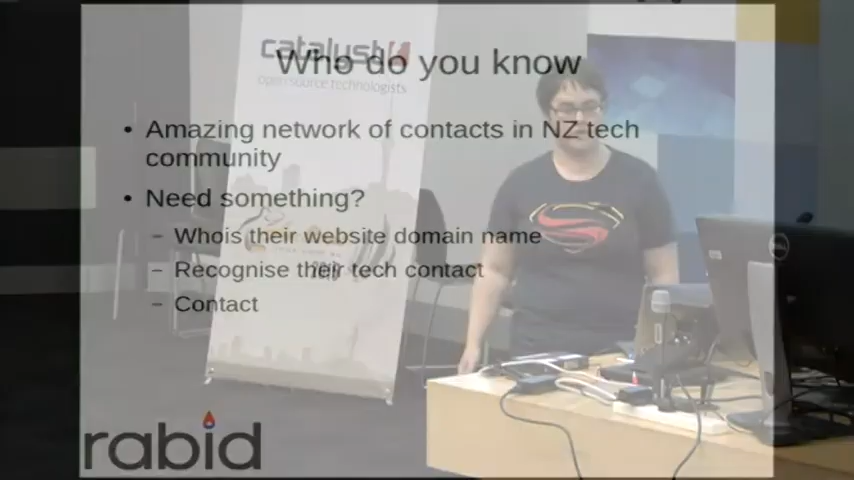 catalyst
open source technologists
Who do you know
• Amazing network of contacts in NZ tech
community
• Need something?
– Whois their website domain name
– Recognise their tech contact
– Contact
rabid
DELL